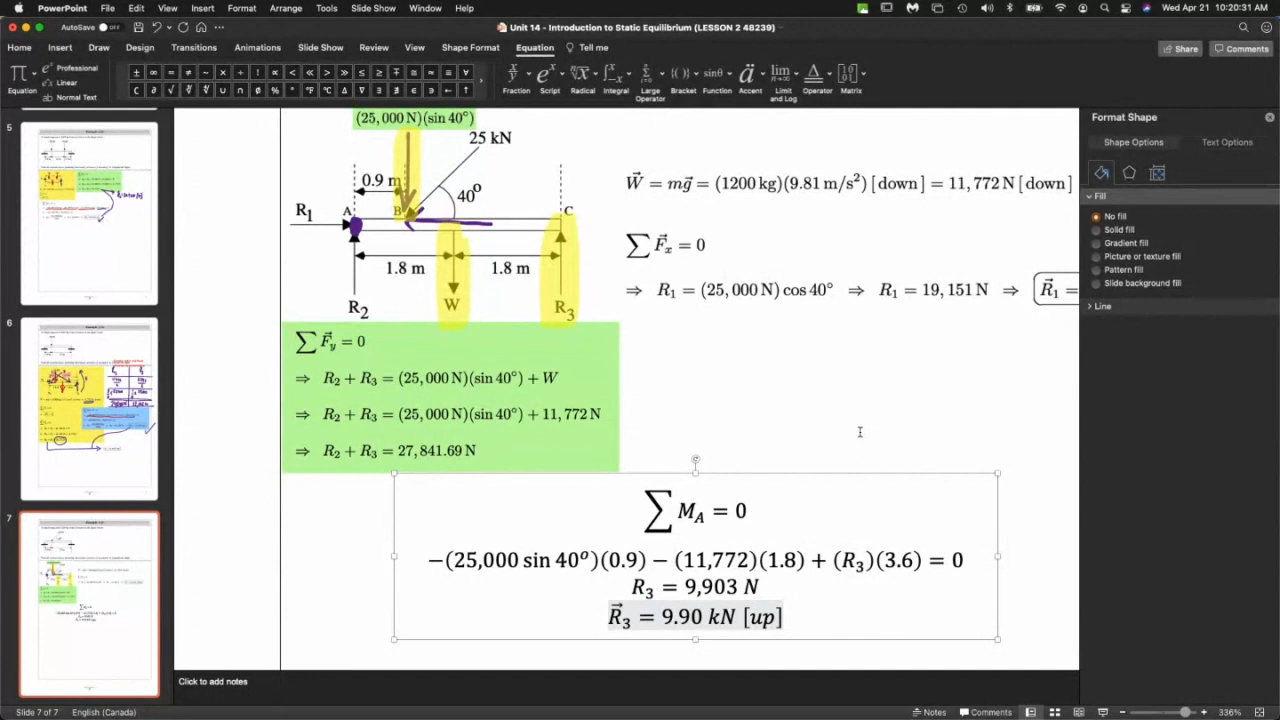 PowerPoint File Edit View Insert Format Arrange Tools Slide Show Window Help
Wed Apr 21 10:20:31 AM
AutoSave OFF
Unit 14 - Introduction to Static Equilibrium (LESSON 2 48239)
Home Insert Draw Design Transitions Animations Slide Show Review View Shape Format Equation Tell me
Share Comments
Professional
Linear
Normal Text
Equation
Fraction Script Radical Integral Large Operator Bracket Function Accent Limit and Log Operator Matrix
5
6
7
(25,000 N)(sin 40°)
25 kN
0.9 m
40°
A B C
R₁
1.8 m 1.8 m
R₂ W R₃
W⃗ = mg⃗ = (1200 kg)(9.81 m/s²) [down] = 11,772 N [down]
∑ F⃗ₓ = 0
⇒ R₁ = (25,000 N) cos 40° ⇒ R₁ = 19,151 N ⇒ R⃗₁ =
∑ F⃗ᵧ = 0
⇒ R₂ + R₃ = (25,000 N)(sin 40°) + W
⇒ R₂ + R₃ = (25,000 N)(sin 40°) + 11,772 N
⇒ R₂ + R₃ = 27,841.69 N
∑ M_A = 0
−(25,000 sin 40°)(0.9) − (11,772)(1.8) + (R₃)(3.6) = 0
R₃ = 9,903 N
R⃗₃ = 9.90 kN [up]
Format Shape
Shape Options Text Options
Fill
No fill
Solid fill
Gradient fill
Picture or texture fill
Pattern fill
Slide background fill
Line
Click to add notes
Slide 7 of 7 English (Canada)
Notes Comments 336%